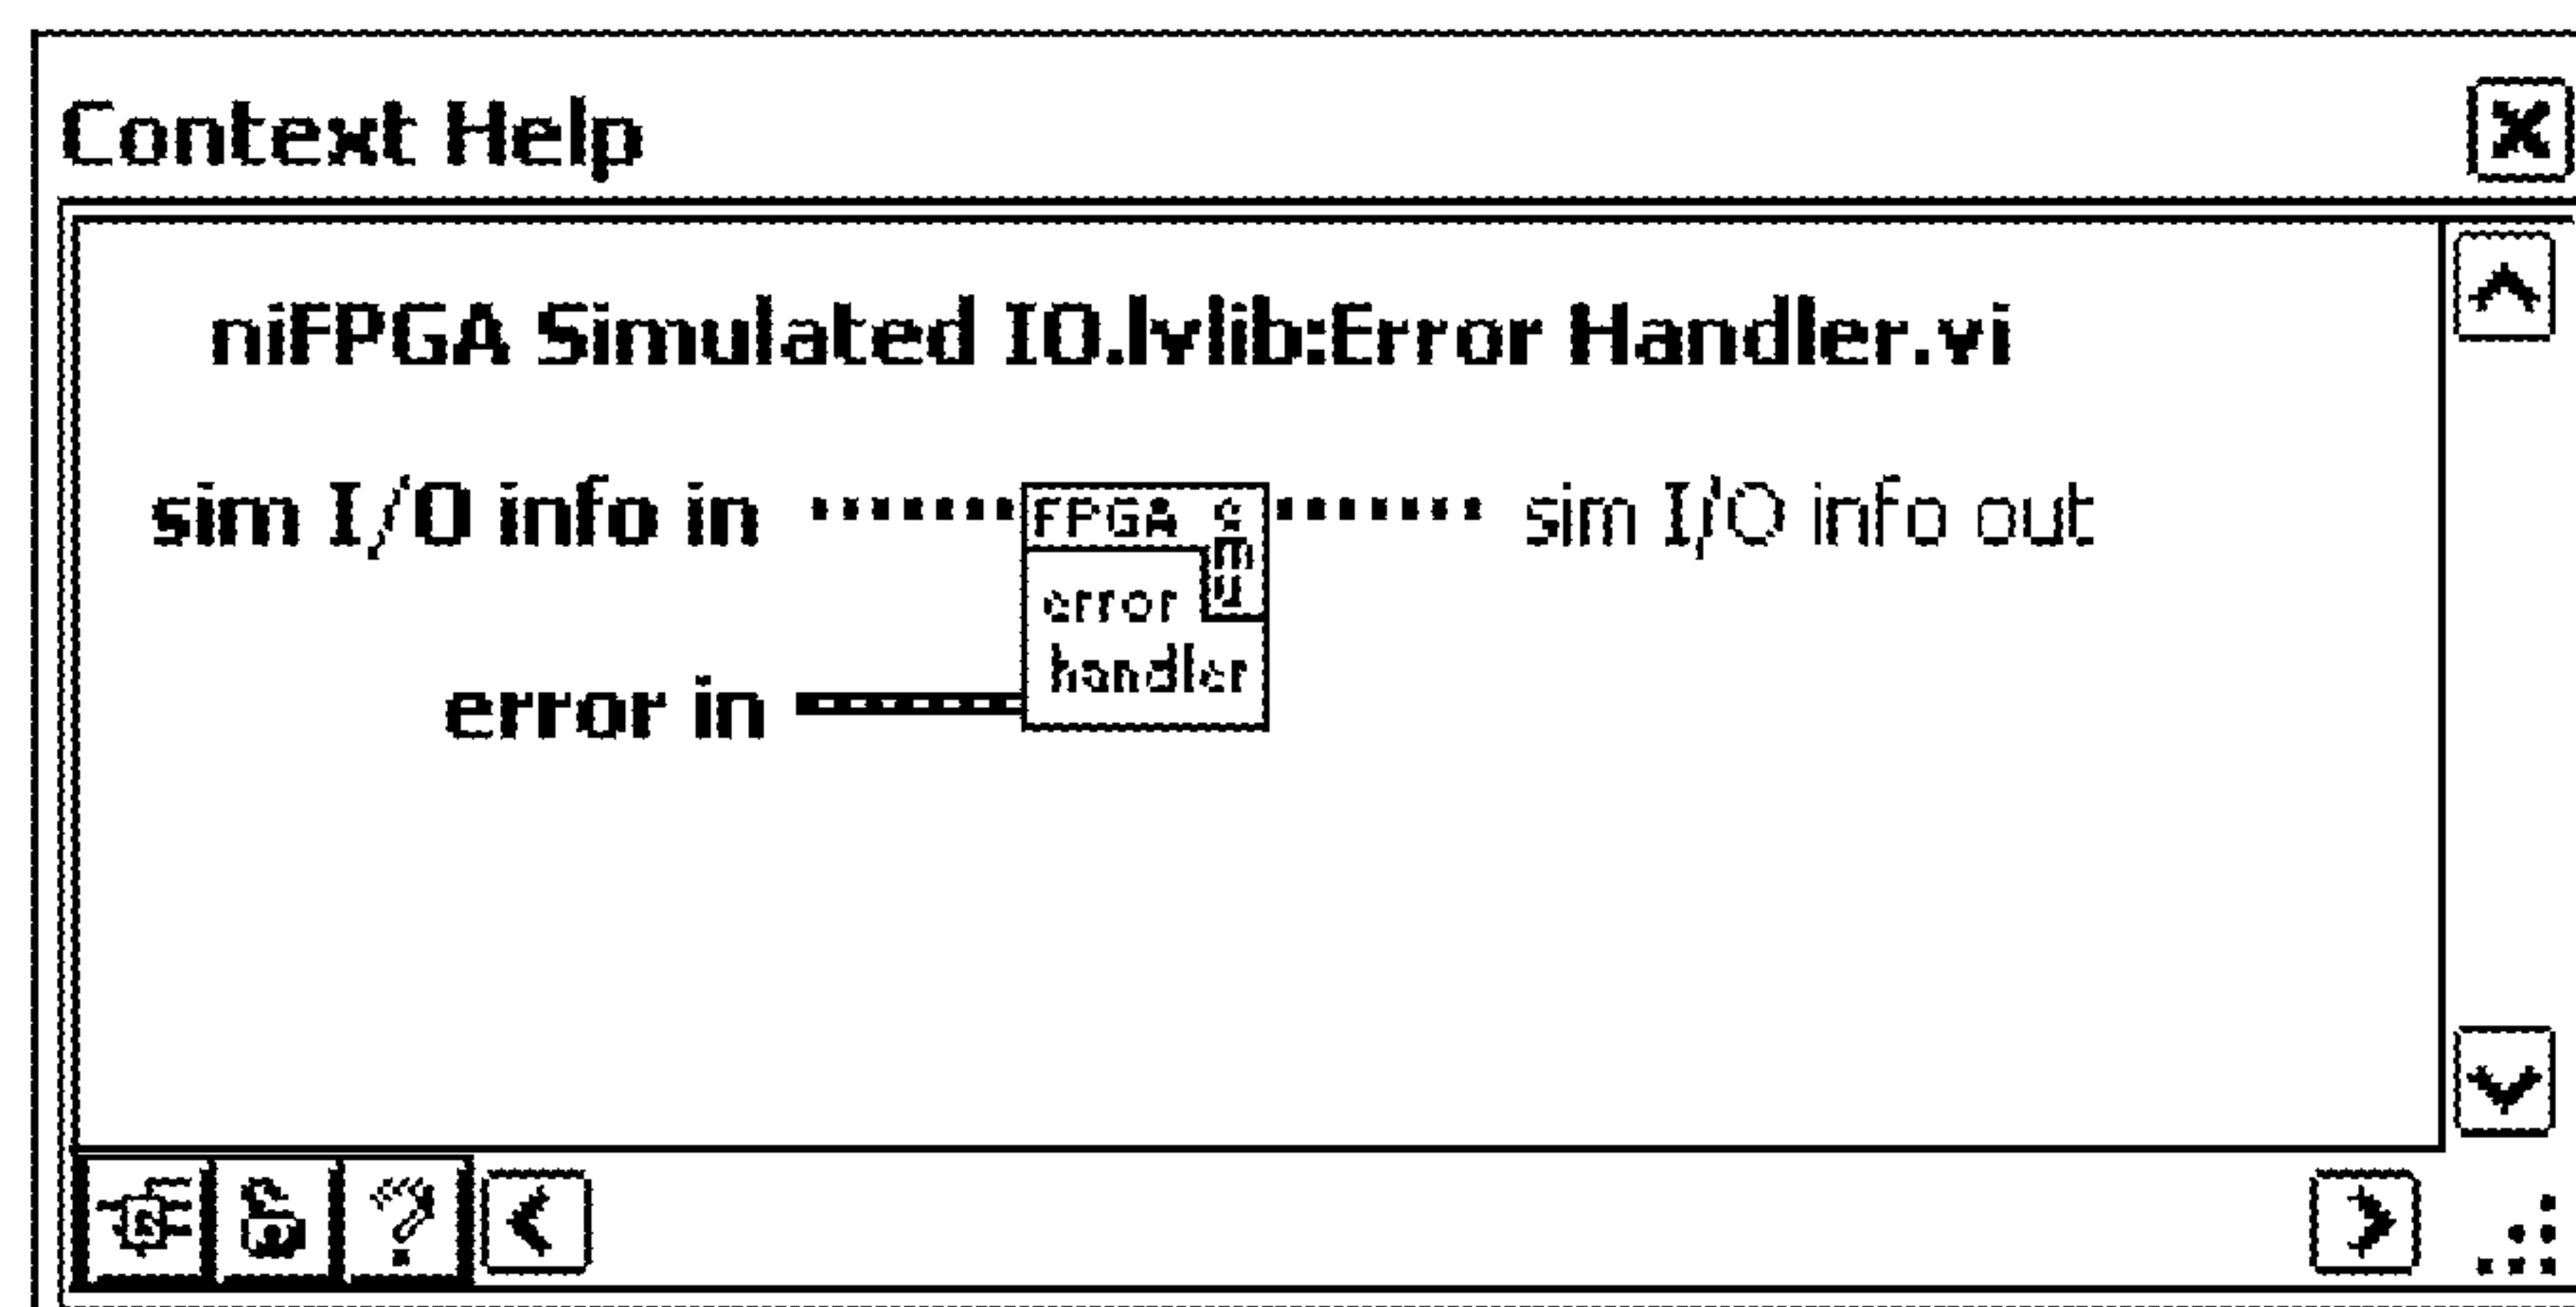 Context Help
niFPGA Simulated IO.lvlib:Error Handler.vi
sim I/O info in
FPGA
sim I/O info out
error
handler
error in